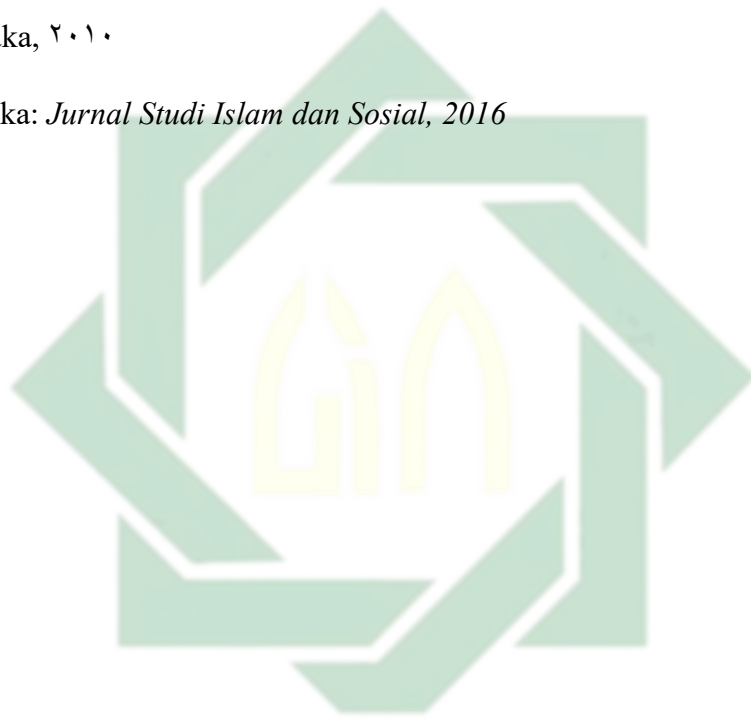 ka, ٢٠١٠
ka: Jurnal Studi Islam dan Sosial, 2016